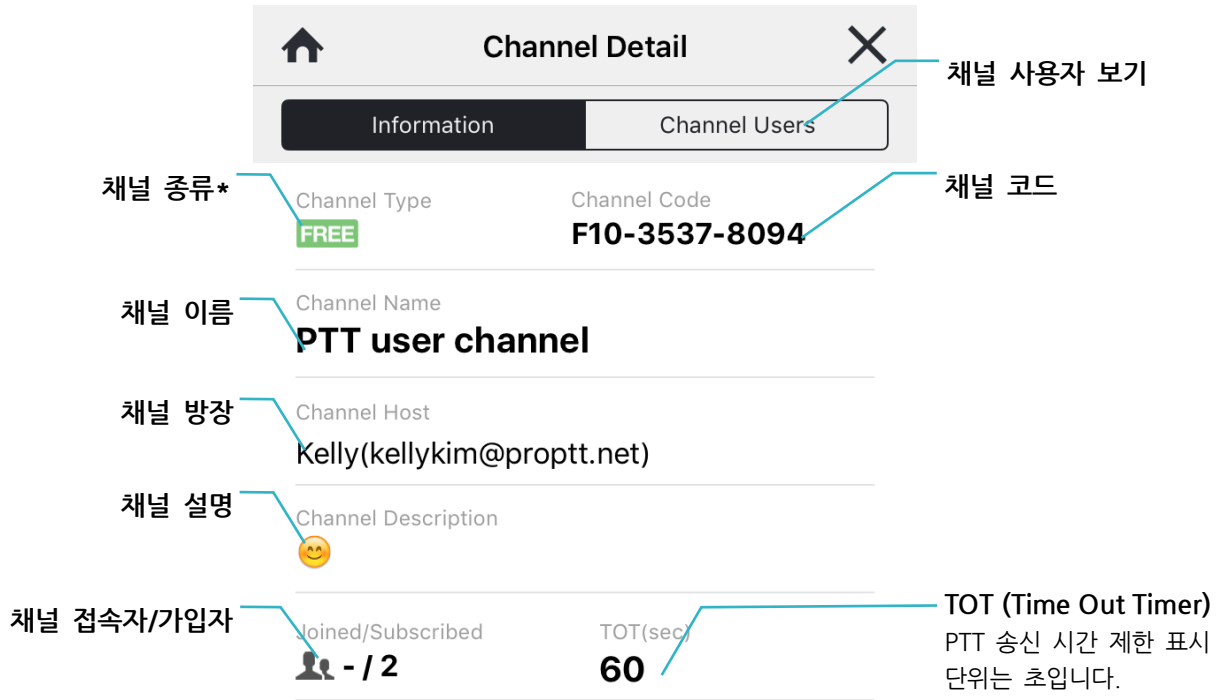 Channel Detail
채널 사용자 보기
Information
Channel Users
채널 종류*
Channel Type
FREE
Channel Code
F10-3537-8094
채널 코드
채널 이름
Channel Name
PTT user channel
채널 방장
Channel Host
Kelly(kellykim@proptt.net)
채널 설명
Channel Description
😊
채널 접속자/가입자
Joined/Subscribed
- / 2
TOT(sec)
60
TOT (Time Out Timer)
PTT 송신 시간 제한 표시
단위는 초입니다.